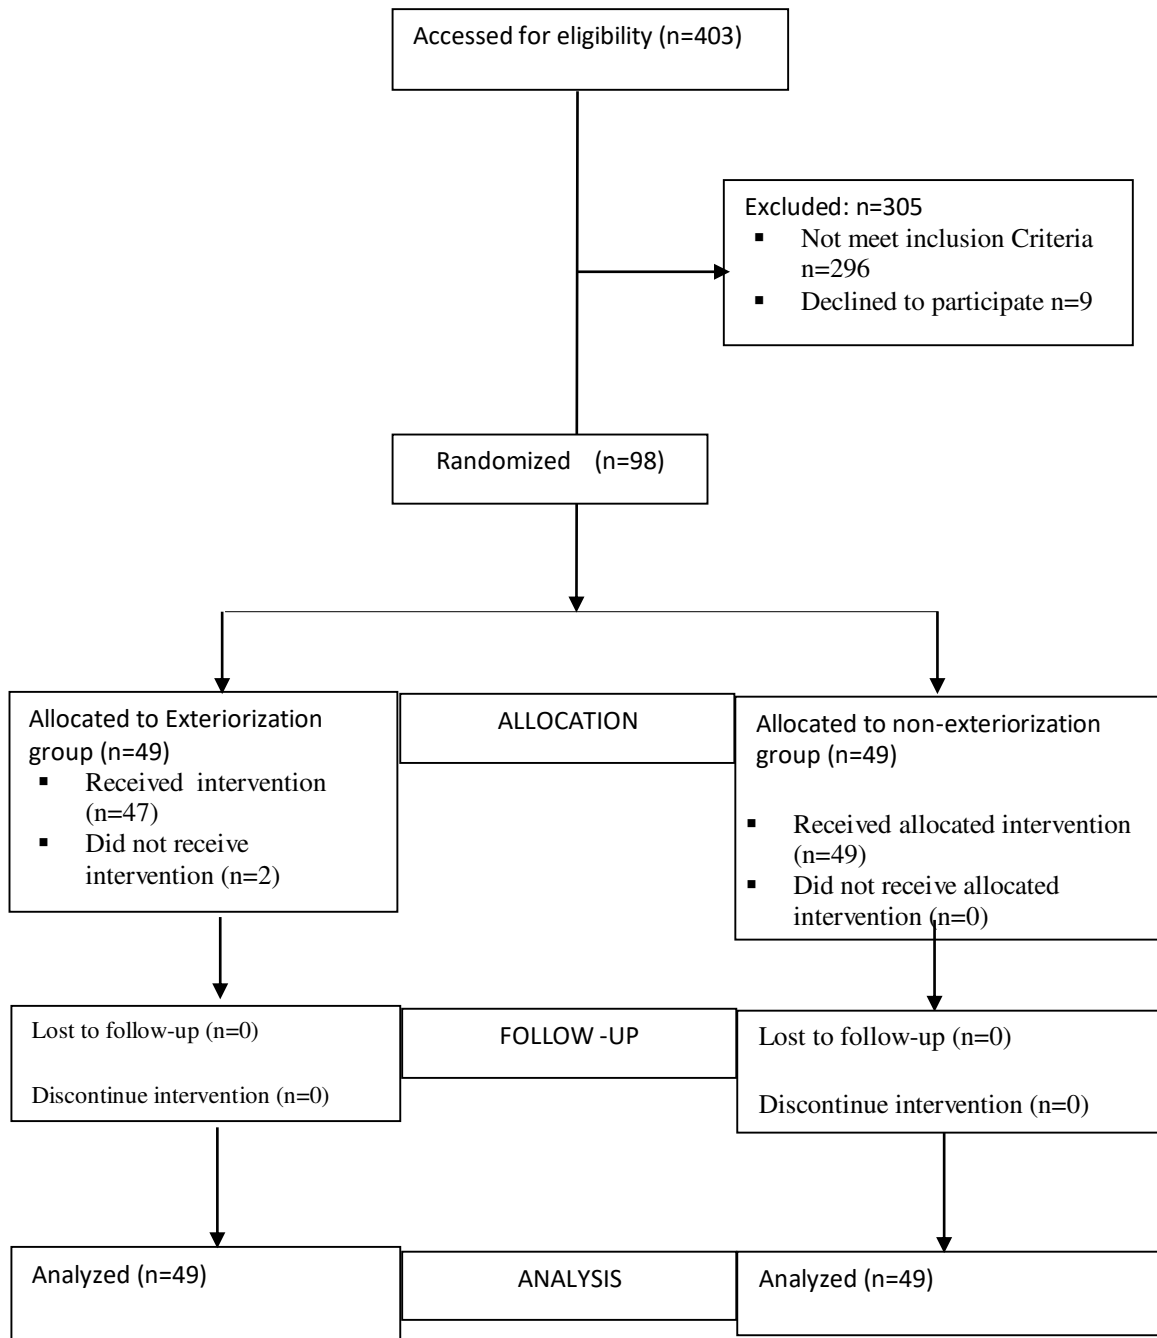 Accessed for eligibility (n=403)
Excluded: n=305
▪ Not meet inclusion Criteria
n=296
▪ Declined to participate n=9
Randomized (n=98)
Allocated to Exteriorization
group (n=49)
▪ Received intervention
(n=47)
▪ Did not receive
intervention (n=2)
ALLOCATION
Allocated to non-exteriorization
group (n=49)
▪ Received allocated intervention
(n=49)
▪ Did not receive allocated
intervention (n=0)
Lost to follow-up (n=0)
Discontinue intervention (n=0)
FOLLOW -UP
Lost to follow-up (n=0)
Discontinue intervention (n=0)
Analyzed (n=49)
ANALYSIS
Analyzed (n=49)